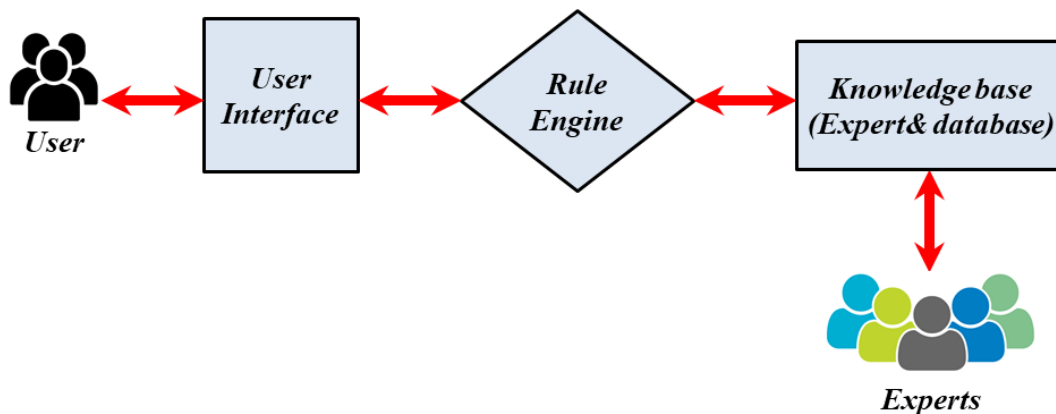 User
User
Interface
Rule
Engine
Knowledge base
(Expert& database)
Experts